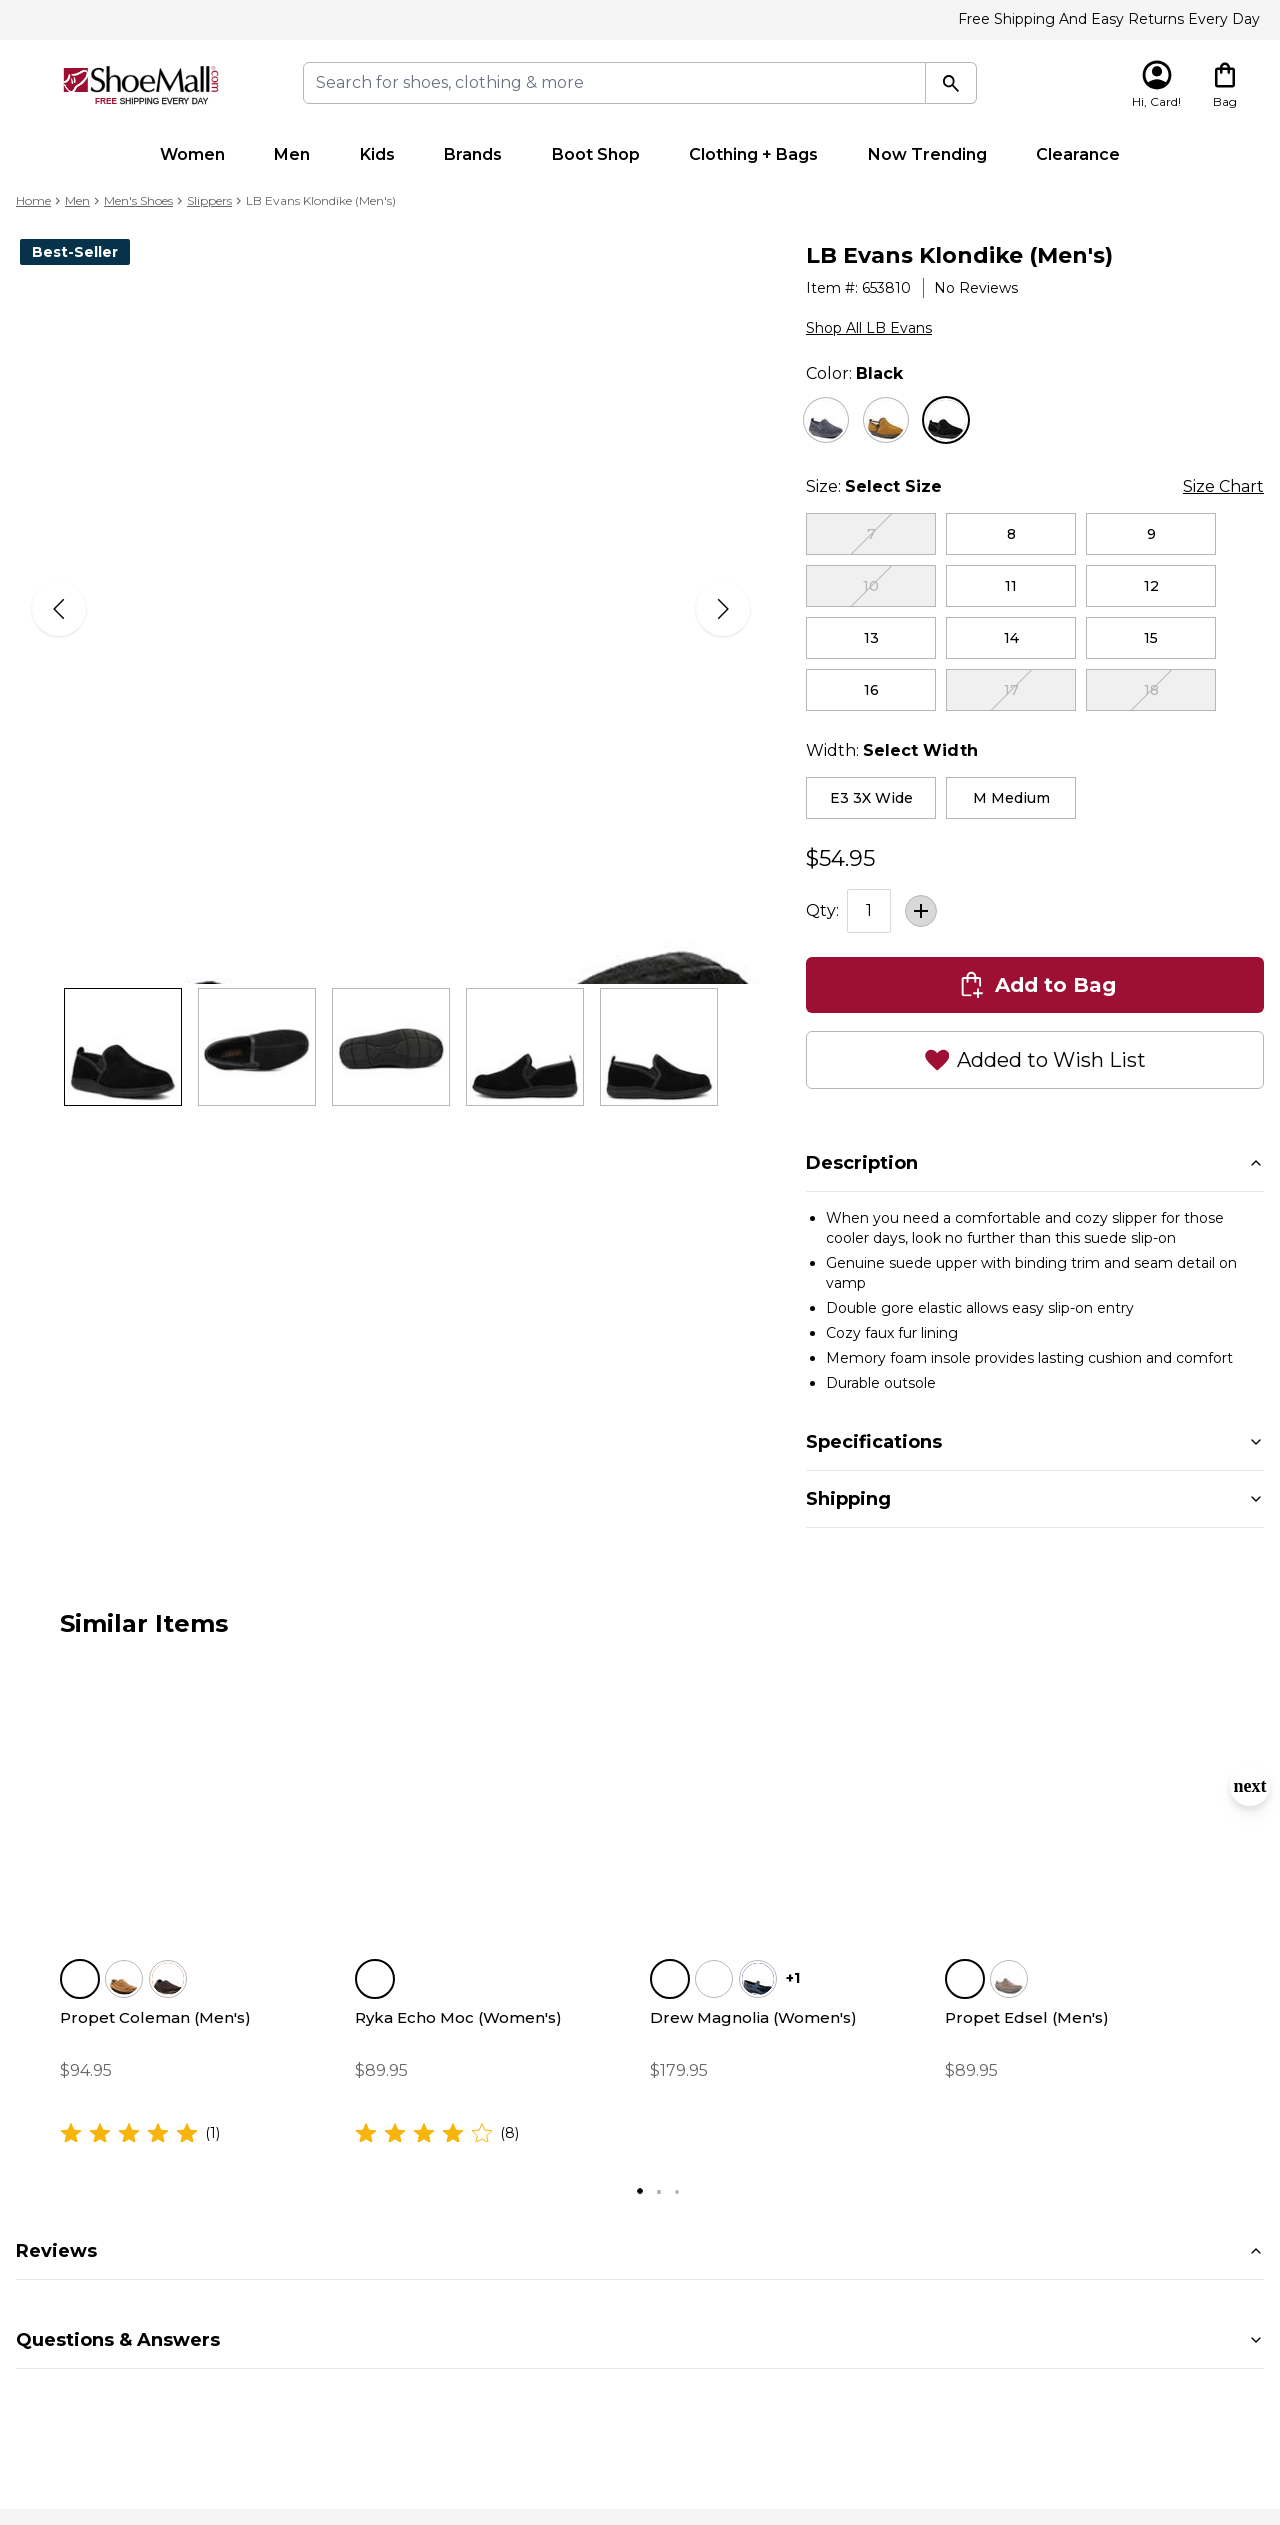 Free Shipping And Easy Returns Every Day
ShoeMall.com
FREE SHIPPING EVERY DAY
Search for shoes, clothing & more
Hi, Card!
Bag
Women
Men
Kids
Brands
Boot Shop
Clothing + Bags
Now Trending
Clearance
Home > Men > Men's Shoes > Slippers > LB Evans Klondike (Men's)
Best-Seller
LB Evans Klondike (Men's)
Item #: 653810
No Reviews
Shop All LB Evans
Color: Black
Size: Select Size
Size Chart
7
8
9
10
11
12
13
14
15
16
17
18
Width: Select Width
E3 3X Wide
M Medium
$54.95
Qty: 1
Add to Bag
Added to Wish List
Description
• When you need a comfortable and cozy slipper for those
cooler days, look no further than this suede slip-on
• Genuine suede upper with binding trim and seam detail on
vamp
• Double gore elastic allows easy slip-on entry
• Cozy faux fur lining
• Memory foam insole provides lasting cushion and comfort
• Durable outsole
Specifications
Shipping
Similar Items
next
+1
Propet Coleman (Men's)
Ryka Echo Moc (Women's)
Drew Magnolia (Women's)
Propet Edsel (Men's)
$94.95
$89.95
$179.95
$89.95
(1)
(8)
Reviews
Questions & Answers